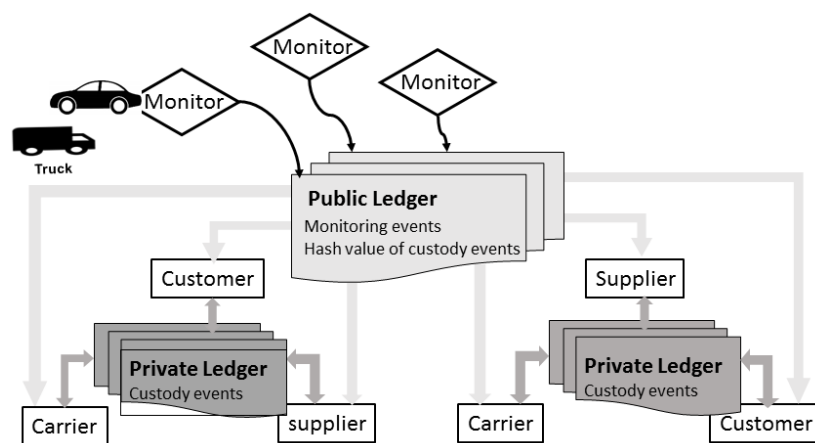 Monitor
Monitor
Monitor
Truck
Public Ledger
Monitoring events
Hash value of custody events
Customer
Supplier
Private Ledger
Custody events
Private Ledger
Custody events
Carrier
supplier
Carrier
Customer